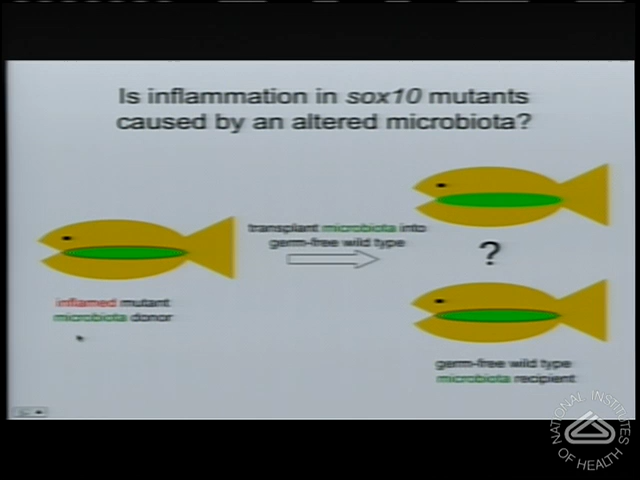 Is inflammation in sox10 mutants
caused by an altered microbiota?
transplant microbiota into
germ-free wild type
?
inflamed mutant
microbiota donor
germ-free wild type
microbiota recipient
NATIONAL INSTITUTES
OF HEALTH